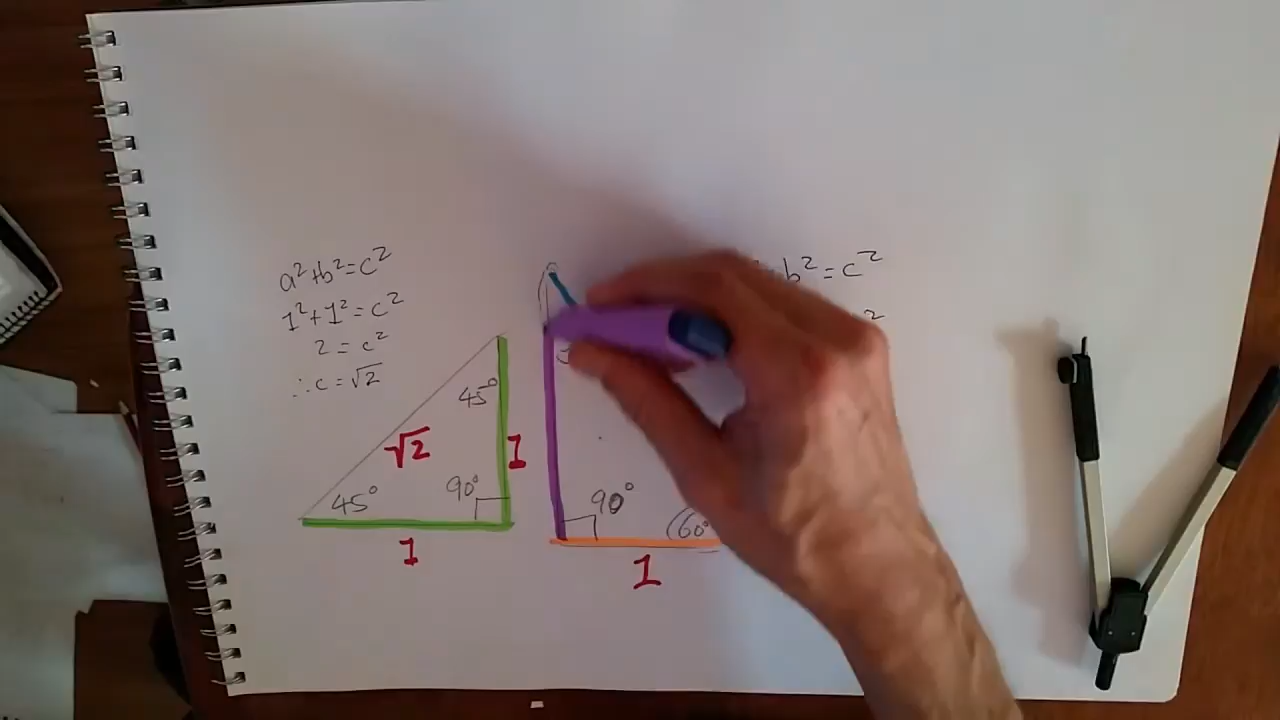 a²+b²=c²
1²+1²=c²
2=c²
∴c=√2
45°
√2
1
45°
90°
1
b²=c²
2
90°
60°
1